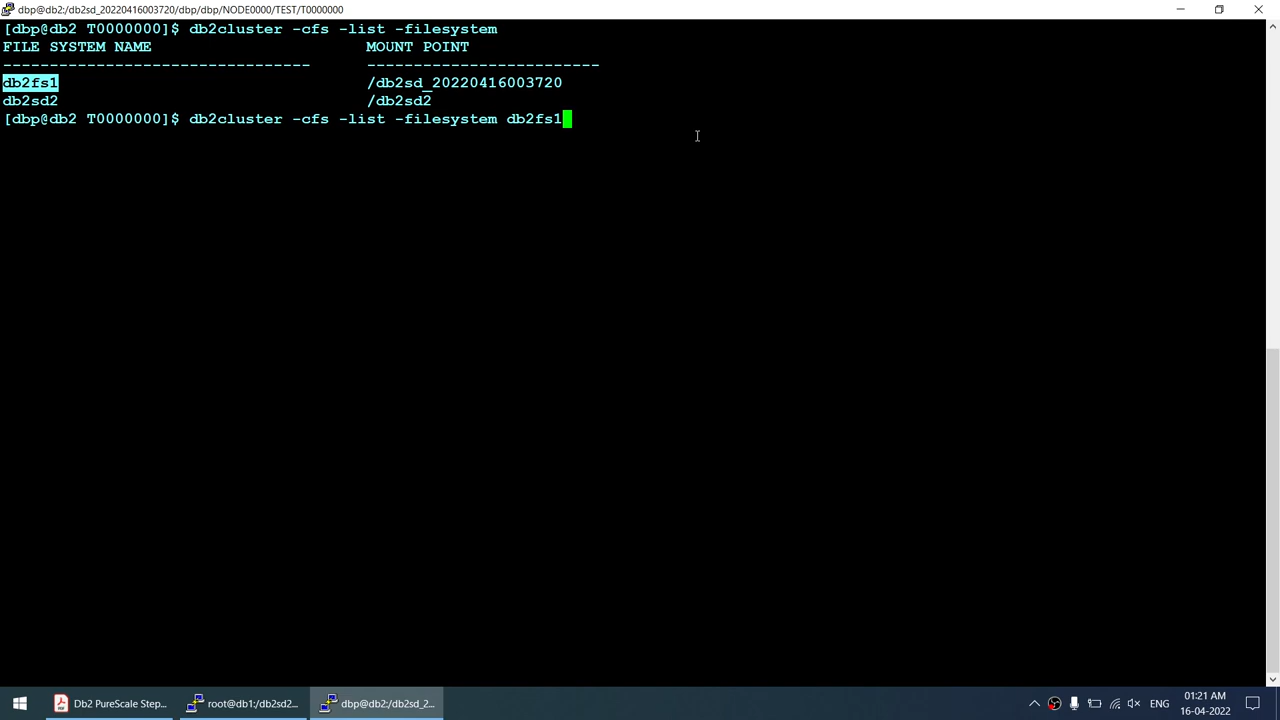 dbp@db2:/db2sd_20220416003720/dbp/dbp/NODE0000/TEST/T0000000
[dbp@db2 T0000000]$ db2cluster -cfs -list -filesystem
FILE SYSTEM NAME                       MOUNT POINT
---------------------------------      -------------------------
db2fs1                                 /db2sd_20220416003720
db2sd2                                 /db2sd2
[dbp@db2 T0000000]$ db2cluster -cfs -list -filesystem db2fs1
Db2 PureScale Step...
root@db1:/db2sd2...
dbp@db2:/db2sd_2...
ENG
01:21 AM
16-04-2022